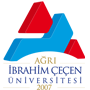 AĞRI
İBRAHİM ÇEÇEN
ÜNİVERSİTESİ
2007